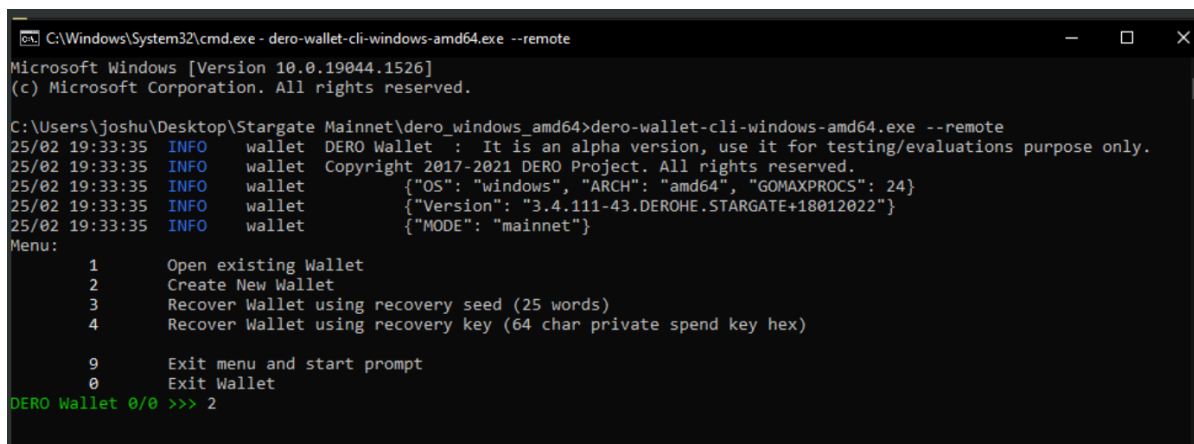 C:\Windows\System32\cmd.exe - dero-wallet-cli-windows-amd64.exe --remote
Microsoft Windows [Version 10.0.19044.1526]
(c) Microsoft Corporation. All rights reserved.
C:\Users\joshu\Desktop\Stargate Mainnet\dero_windows_amd64>dero-wallet-cli-windows-amd64.exe --remote
25/02 19:33:35 INFO wallet DERO Wallet : It is an alpha version, use it for testing/evaluations purpose only.
25/02 19:33:35 INFO wallet Copyright 2017-2021 DERO Project. All rights reserved.
25/02 19:33:35 INFO wallet {"OS": "windows", "ARCH": "amd64", "GOMAXPROCS": 24}
25/02 19:33:35 INFO wallet {"Version": "3.4.111-43.DEROHE.STARGATE+18012022"}
25/02 19:33:35 INFO wallet {"MODE": "mainnet"}
Menu:
1 Open existing Wallet
2 Create New Wallet
3 Recover Wallet using recovery seed (25 words)
4 Recover Wallet using recovery key (64 char private spend key hex)
9 Exit menu and start prompt
0 Exit Wallet
DERO Wallet 0/0 >>> 2